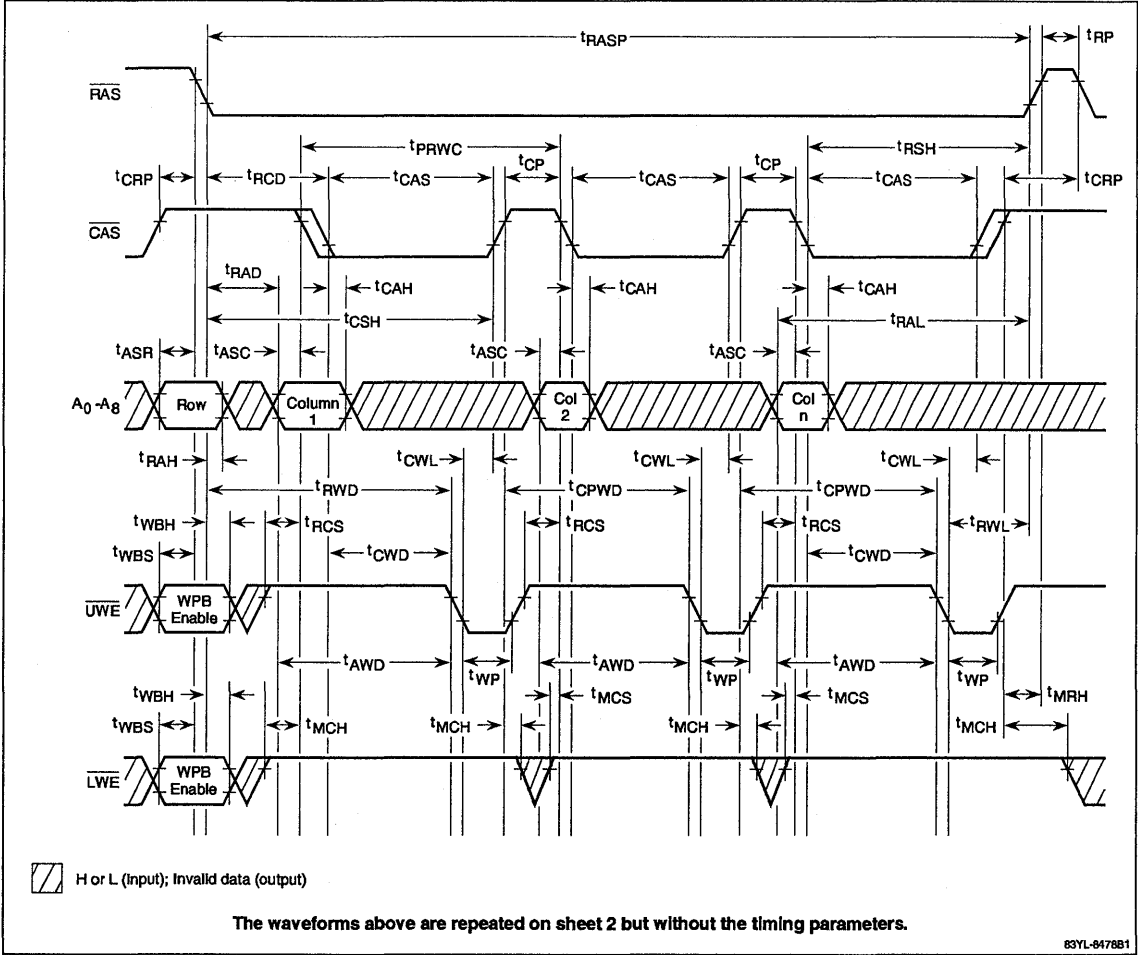 tRASP tRP
RAS
tPRWC tCP tRSH
tCRP tRCD tCAS tCAS tCP tCAS tCRP
CAS
tRAD tCAH tCAH tCAH
tCSH tRAL
tASR tASC tASC tASC
A0-A8 Row Column 1 Col 2 Col n
tRAH tCWL tCWL tCWL
tRWD tCPWD tCPWD
tWBH tRCS tRCS tRCS tRWL
tWBS tCWD tCWD
UWE WPB Enable
tAWD tWP tAWD tWP tAWD tWP
tWBH tMCS tMCS tMRH
tWBS tMCH tMCH tMCH tMCH
LWE WPB Enable
H or L (Input); Invalid data (output)
The waveforms above are repeated on sheet 2 but without the timing parameters.
83YL-8478B1